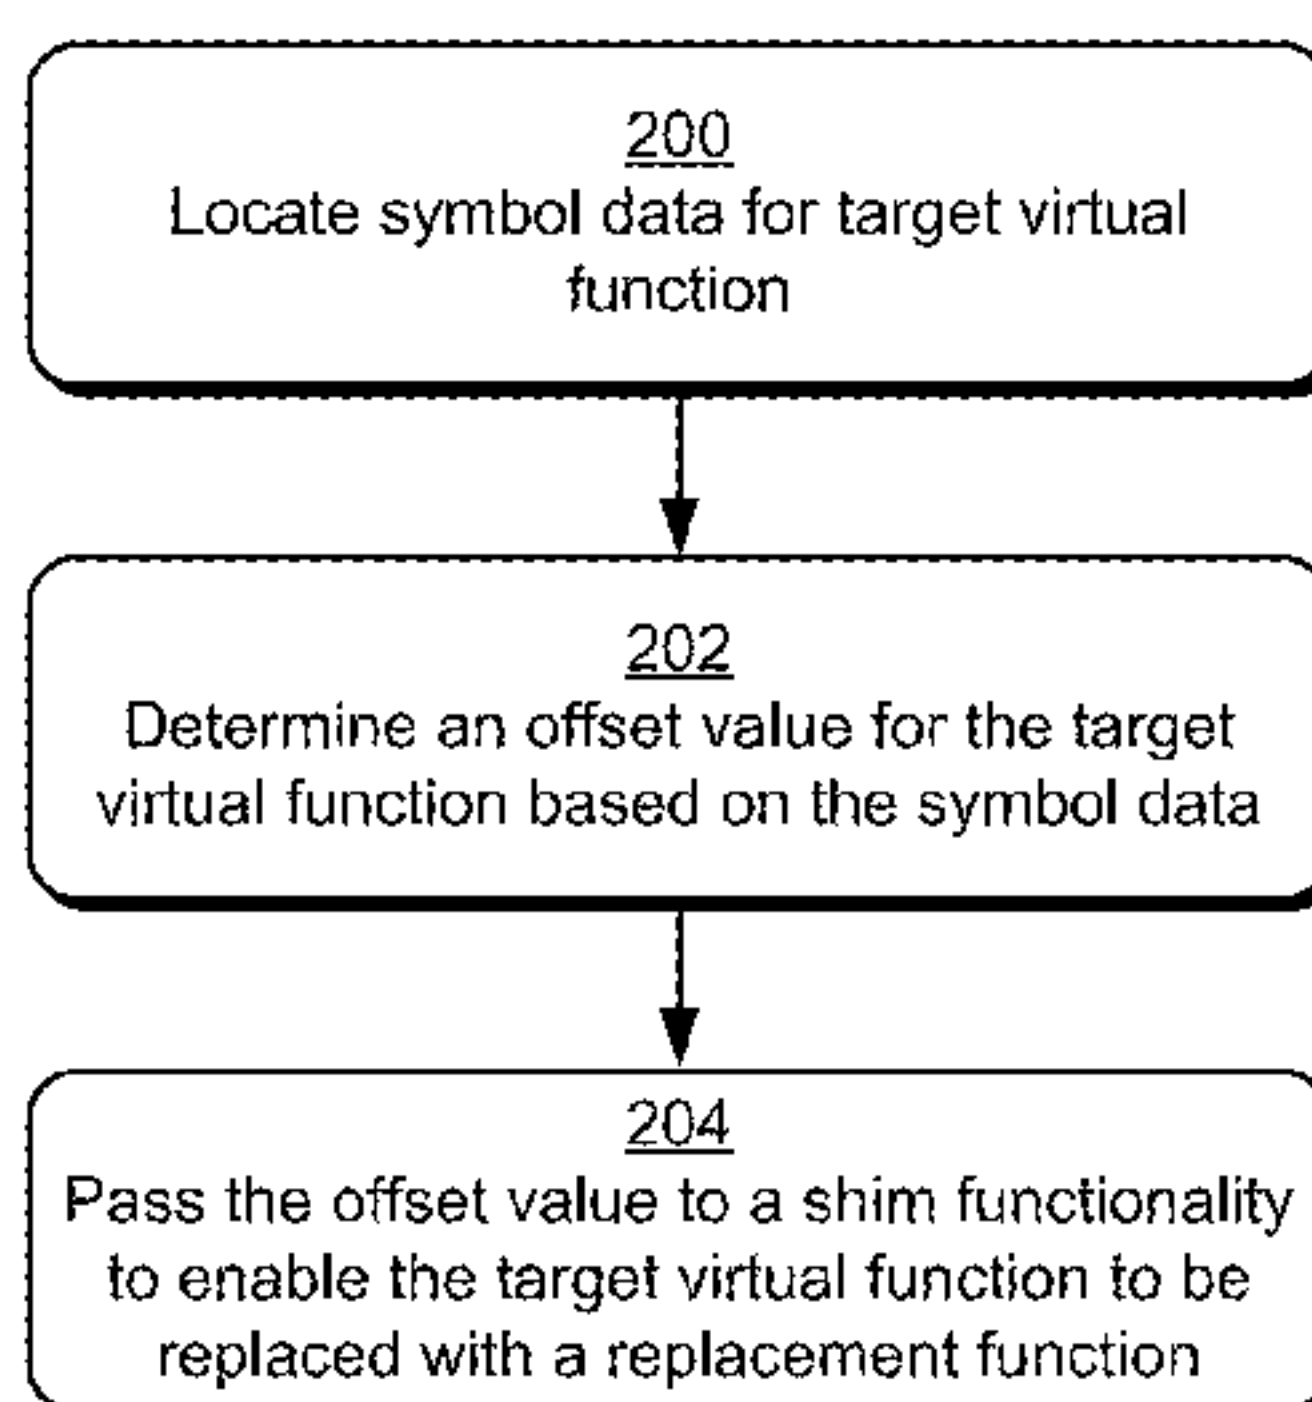 200
Locate symbol data for target virtual
function
202
Determine an offset value for the target
virtual function based on the symbol data
204
Pass the offset value to a shim functionality
to enable the target virtual function to be
replaced with a replacement function